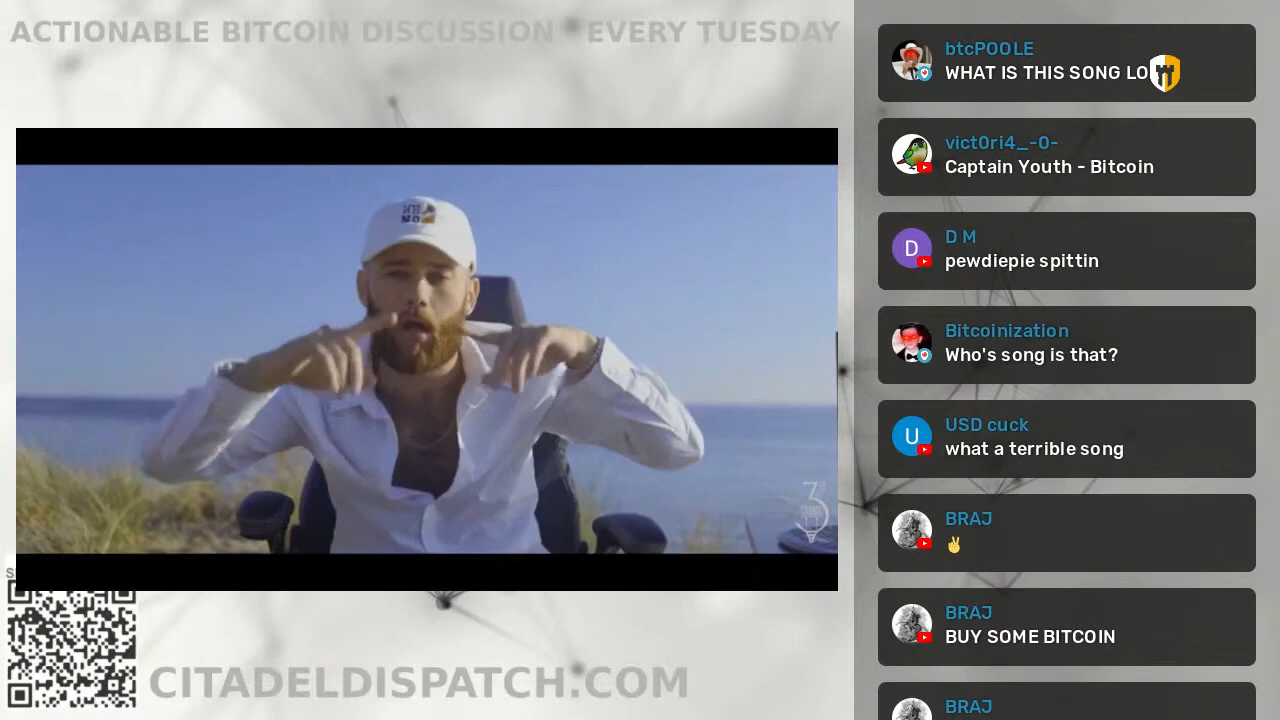 ACTIONABLE BITCOIN DISCUSSION * EVERY TUESDAY
btcPOOLE
WHAT IS THIS SONG LO
vict0ri4_-0-
Captain Youth - Bitcoin
D
D M
pewdiepie spittin
Bitcoinization
Who's song is that?
U
USD cuck
what a terrible song
BRAJ
✌
BRAJ
BUY SOME BITCOIN
BRAJ
CITADELDISPATCH.COM